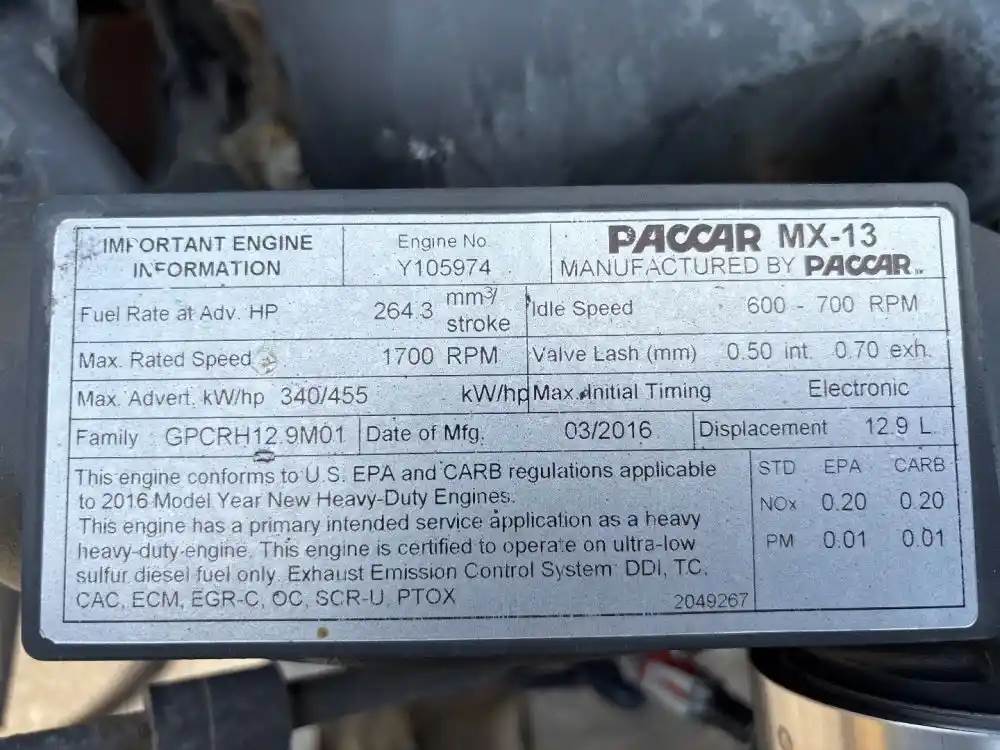 IMPORTANT ENGINE
INFORMATION
Engine No.
Y105974
PACCAR MX-13
MANUFACTURED BY PACCAR
Fuel Rate at Adv. HP 264.3 mm³/
stroke
Idle Speed 600 - 700 RPM
Max. Rated Speed 1700 RPM
Valve Lash (mm) 0.50 int. 0.70 exh.
Max. Advert. kW/hp 340/455 kW/hp
Max. Initial Timing Electronic
Family GPCRH12.9M01
Date of Mfg. 03/2016
Displacement 12.9 L
This engine conforms to U.S. EPA and CARB regulations applicable
to 2016 Model Year New Heavy-Duty Engines.
This engine has a primary intended service application as a heavy
heavy-duty-engine. This engine is certified to operate on ultra-low
sulfur diesel fuel only. Exhaust Emission Control System: DDI, TC,
CAC, ECM, EGR-C, OC, SCR-U, PTOX
2049267
STD EPA CARB
NOx 0.20 0.20
PM 0.01 0.01